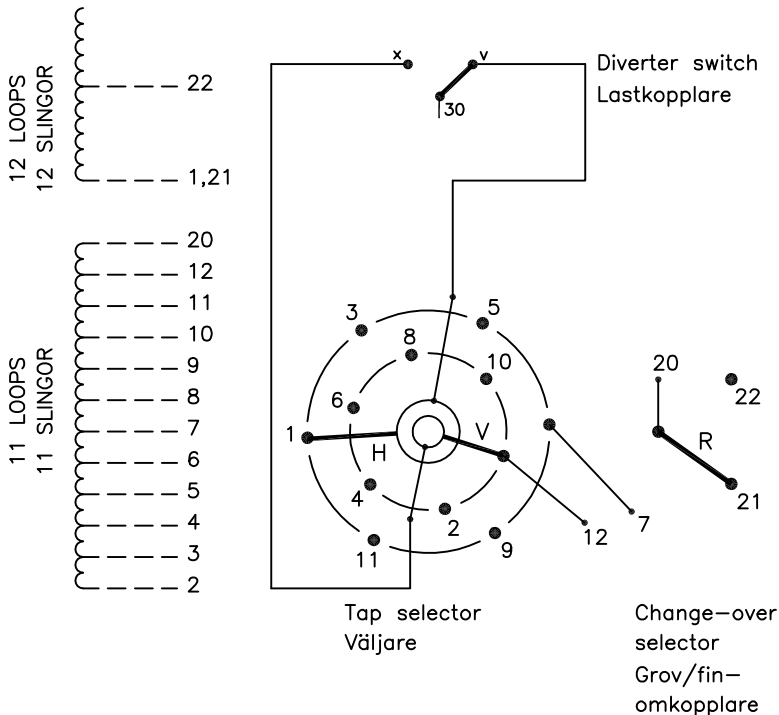 12 LOOPS
12 SLINGOR
22
1,21
11 LOOPS
11 SLINGOR
20
12
11
10
9
8
7
6
5
4
3
2
x
v
30
Diverter switch
Lastkopplare
3
5
8
10
6
1
H
V
4
2
11
9
12
7
Tap selector
Väljare
20
22
R
21
Change-over
selector
Grov/fin-
omkopplare